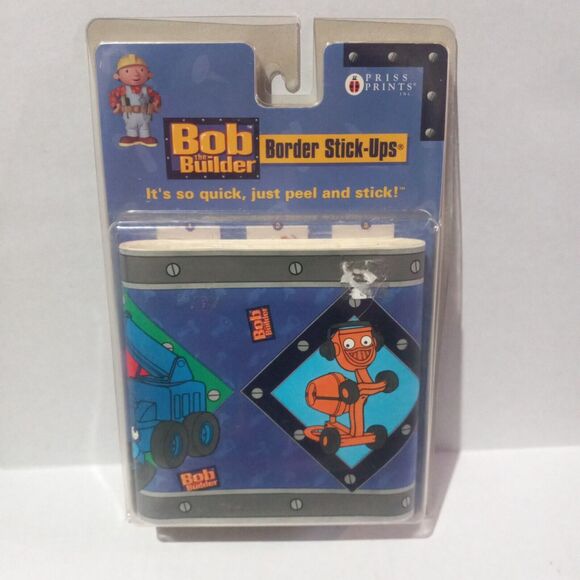 PRISS
PRINTS®
INC.
Bob
the
Builder™
Border Stick-Ups®
It's so quick, just peel and stick!™
Bob
the
Builder
Bob
the
Builder